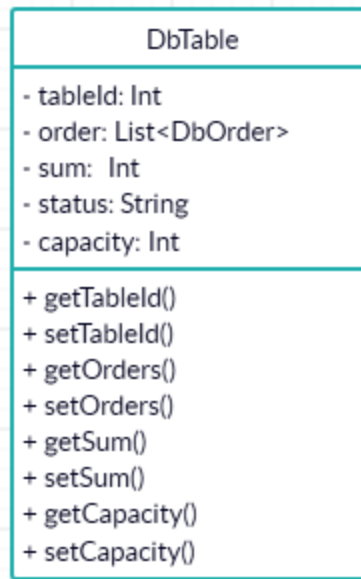 DbTable
- tableId: Int
- order: List<DbOrder>
- sum: Int
- status: String
- capacity: Int
+ getTableId()
+ setTableId()
+ getOrders()
+ setOrders()
+ getSum()
+ setSum()
+ getCapacity()
+ setCapacity()